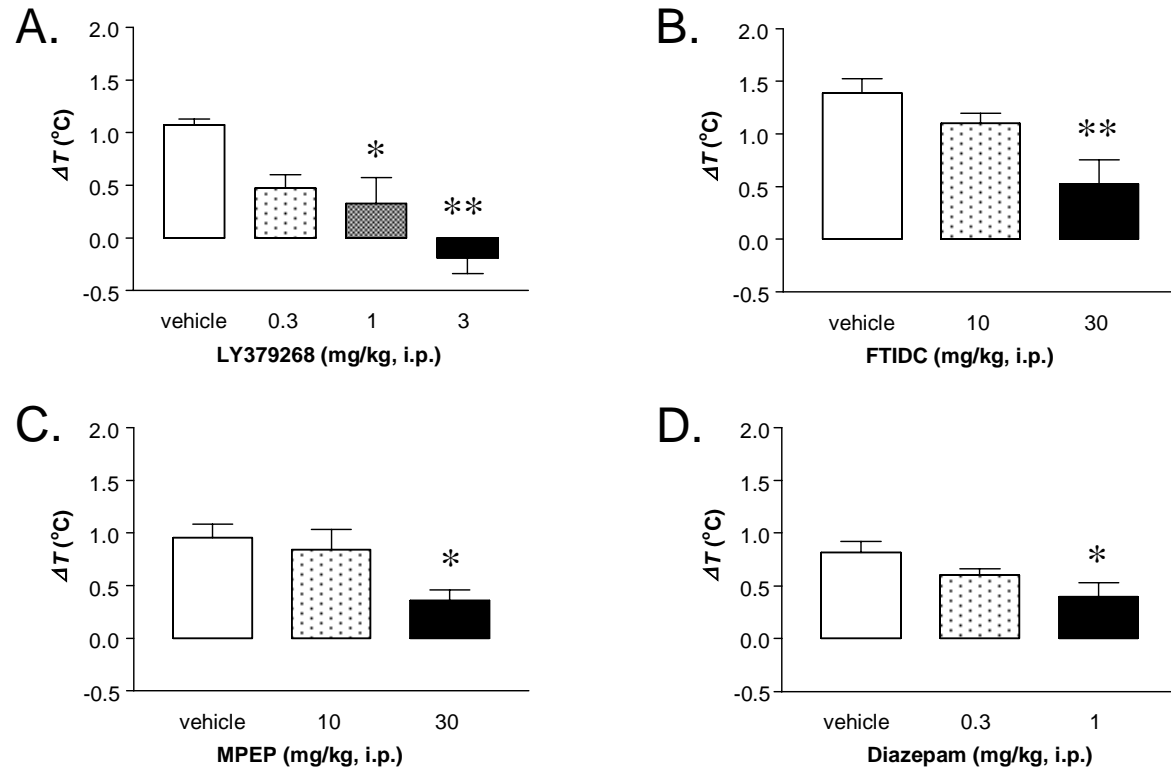 A.
2.0
1.5
1.0
0.5
0.0
-0.5
ΔT (°C)
*
**
vehicle 0.3 1 3
LY379268 (mg/kg, i.p.)
B.
2.0
1.5
1.0
0.5
0.0
-0.5
ΔT (°C)
**
vehicle 10 30
FTIDC (mg/kg, i.p.)
C.
2.0
1.5
1.0
0.5
0.0
-0.5
ΔT (°C)
*
vehicle 10 30
MPEP (mg/kg, i.p.)
D.
2.0
1.5
1.0
0.5
0.0
-0.5
ΔT (°C)
*
vehicle 0.3 1
Diazepam (mg/kg, i.p.)